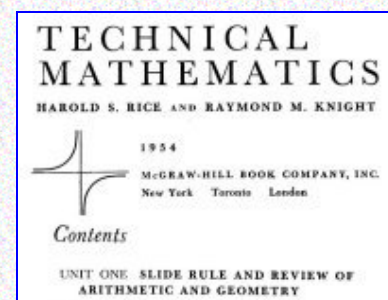 TECHNICAL
MATHEMATICS
HAROLD S. RICE AND RAYMOND M. KNIGHT
1954
McGRAW-HILL BOOK COMPANY, INC.
New York Toronto London
Contents
UNIT ONE SLIDE RULE AND REVIEW OF
ARITHMETIC AND GEOMETRY